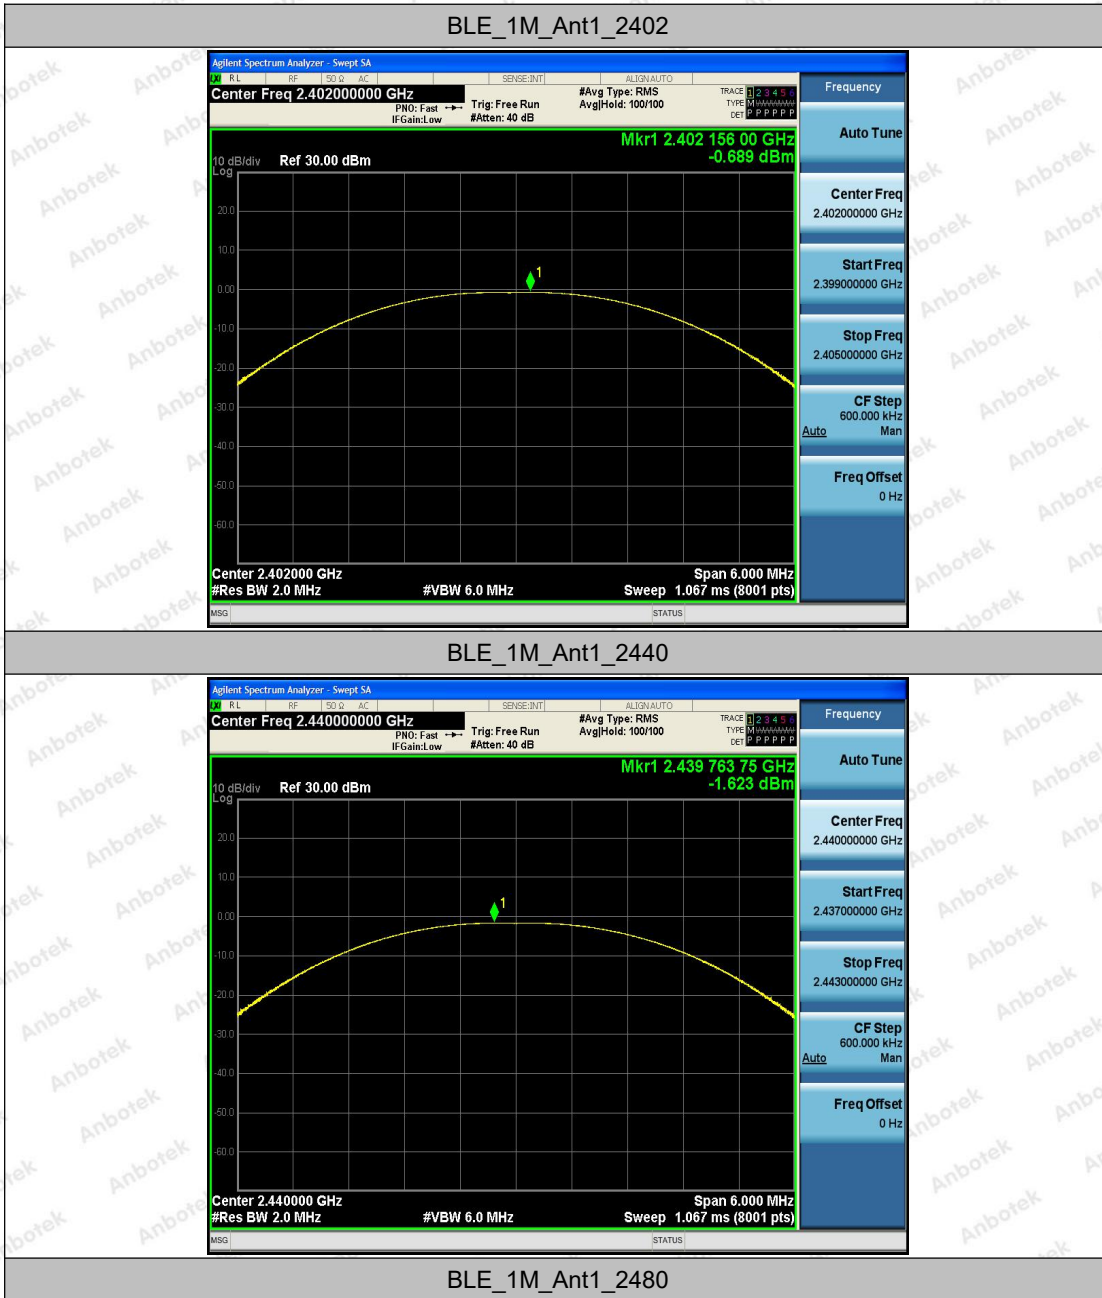 BLE_1M_Ant1_2402
Agilent Spectrum Analyzer - Swept SA
LXI RL RF 50 Ω AC SENSE:INT ALIGNAUTO
Center Freq 2.402000000 GHz
PNO: Fast
IFGain:Low
Trig: Free Run
#Atten: 40 dB
#Avg Type: RMS
Avg|Hold: 100/100
TRACE 1 2 3 4 5 6
TYPE M
DET P P P P P P
Mkr1 2.402 156 00 GHz
-0.689 dBm
10 dB/div Ref 30.00 dBm
Log
20.0
10.0
0.00
-10.0
-20.0
-30.0
-40.0
-50.0
-60.0
1
Center 2.402000 GHz Span 6.000 MHz
#Res BW 2.0 MHz #VBW 6.0 MHz Sweep 1.067 ms (8001 pts)
MSG STATUS
Frequency
Auto Tune
Center Freq
2.402000000 GHz
Start Freq
2.399000000 GHz
Stop Freq
2.405000000 GHz
CF Step
600.000 kHz
Auto Man
Freq Offset
0 Hz
BLE_1M_Ant1_2440
Agilent Spectrum Analyzer - Swept SA
LXI RL RF 50 Ω AC SENSE:INT ALIGNAUTO
Center Freq 2.440000000 GHz
PNO: Fast
IFGain:Low
Trig: Free Run
#Atten: 40 dB
#Avg Type: RMS
Avg|Hold: 100/100
TRACE 1 2 3 4 5 6
TYPE M
DET P P P P P P
Mkr1 2.439 763 75 GHz
-1.623 dBm
10 dB/div Ref 30.00 dBm
Log
20.0
10.0
0.00
-10.0
-20.0
-30.0
-40.0
-50.0
-60.0
1
Center 2.440000 GHz Span 6.000 MHz
#Res BW 2.0 MHz #VBW 6.0 MHz Sweep 1.067 ms (8001 pts)
MSG STATUS
Frequency
Auto Tune
Center Freq
2.440000000 GHz
Start Freq
2.437000000 GHz
Stop Freq
2.443000000 GHz
CF Step
600.000 kHz
Auto Man
Freq Offset
0 Hz
BLE_1M_Ant1_2480
Anbotek